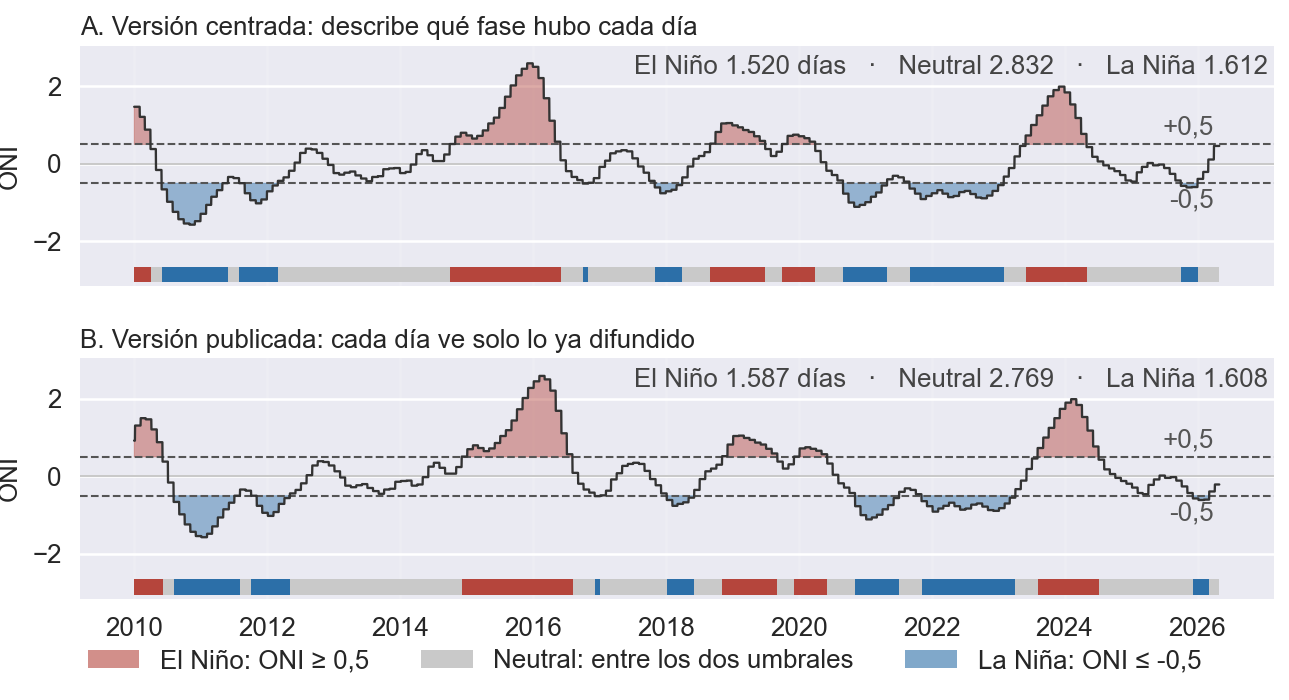 A. Versión centrada: describe qué fase hubo cada día
El Niño 1.520 días · Neutral 2.832 · La Niña 1.612
2
0
−2
ONI
+0,5
-0,5
B. Versión publicada: cada día ve solo lo ya difundido
El Niño 1.587 días · Neutral 2.769 · La Niña 1.608
2
0
−2
ONI
+0,5
-0,5
2010 2012 2014 2016 2018 2020 2022 2024 2026
El Niño: ONI ≥ 0,5 Neutral: entre los dos umbrales La Niña: ONI ≤ -0,5